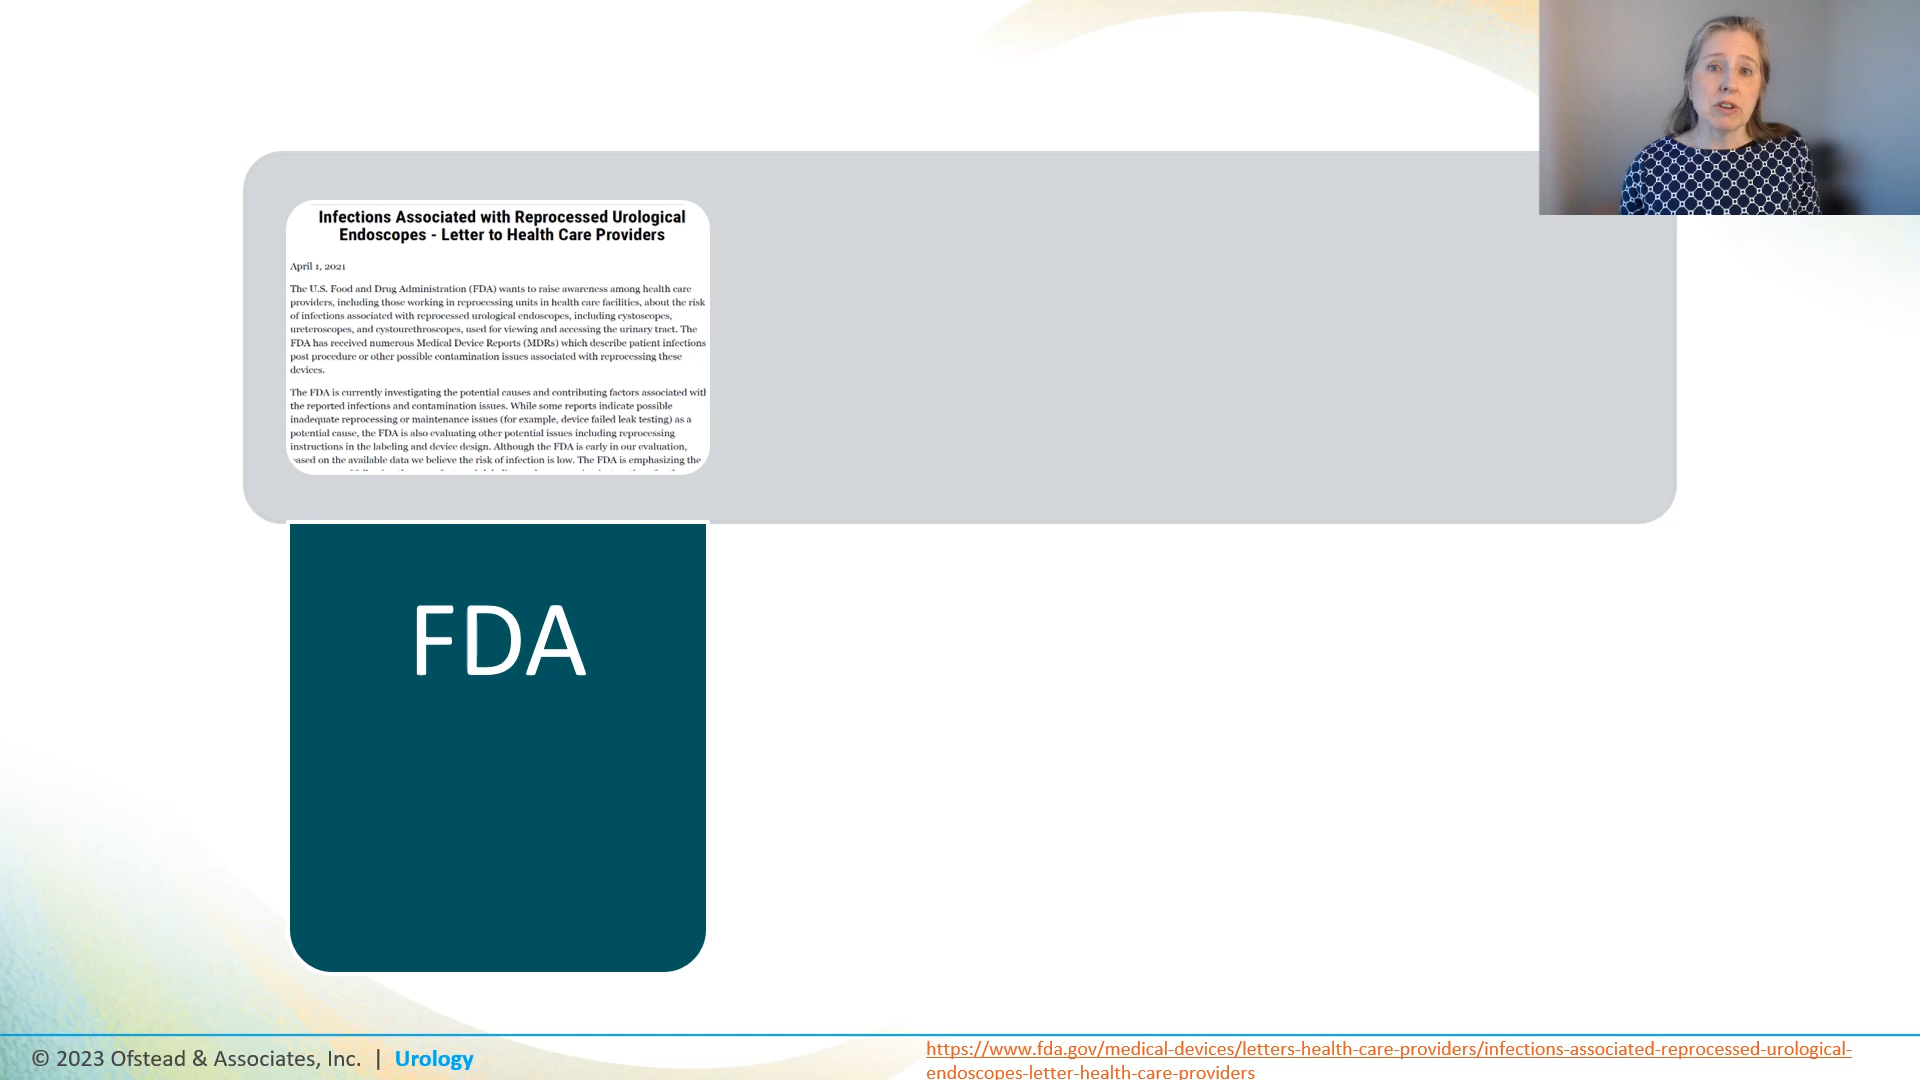 Infections Associated with Reprocessed Urological
Endoscopes - Letter to Health Care Providers
April 1, 2021
The U.S. Food and Drug Administration (FDA) wants to raise awareness among health care
providers, including those working in reprocessing units in health care facilities, about the risk
of infections associated with reprocessed urological endoscopes, including cystoscopes,
ureteroscopes, and cystourethroscopes, used for viewing and accessing the urinary tract. The
FDA has received numerous Medical Device Reports (MDRs) which describe patient infections
post procedure or other possible contamination issues associated with reprocessing these
devices.
The FDA is currently investigating the potential causes and contributing factors associated with
the reported infections and contamination issues. While some reports indicate possible
inadequate reprocessing or maintenance issues (for example, device failed leak testing) as a
potential cause, the FDA is also evaluating other potential issues including reprocessing
instructions in the labeling and device design. Although the FDA is early in our evaluation,
based on the available data we believe the risk of infection is low. The FDA is emphasizing the
FDA
© 2023 Ofstead & Associates, Inc. | Urology
https://www.fda.gov/medical-devices/letters-health-care-providers/infections-associated-reprocessed-urological-
endoscopes-letter-health-care-providers